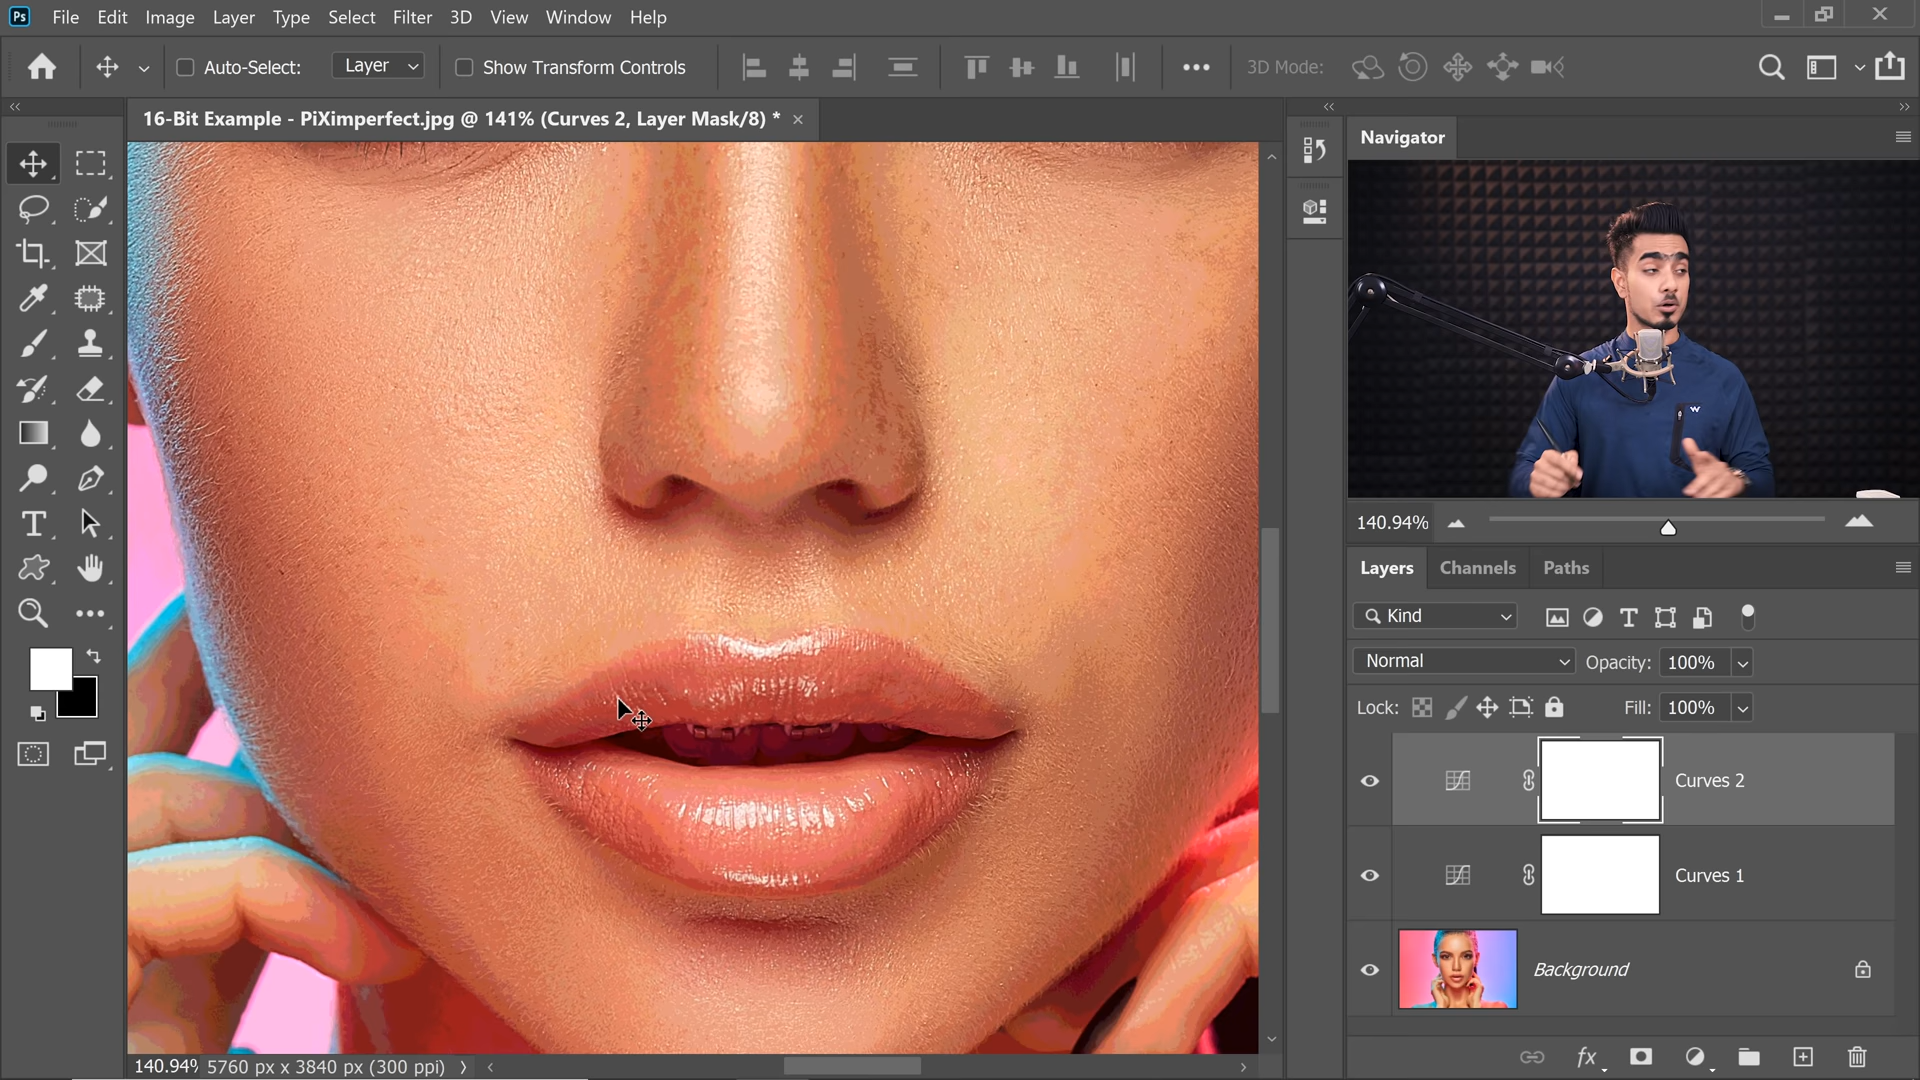 Ps File Edit Image Layer Type Select Filter 3D View Window Help
Auto-Select: Layer Show Transform Controls 3D Mode:
16-Bit Example - PiXimperfect.jpg @ 141% (Curves 2, Layer Mask/8) *
Navigator
W
140.94%
Layers Channels Paths
Kind
Normal Opacity: 100%
Lock: Fill: 100%
Curves 2
Curves 1
Background
fx
140.94% 5760 px x 3840 px (300 ppi)